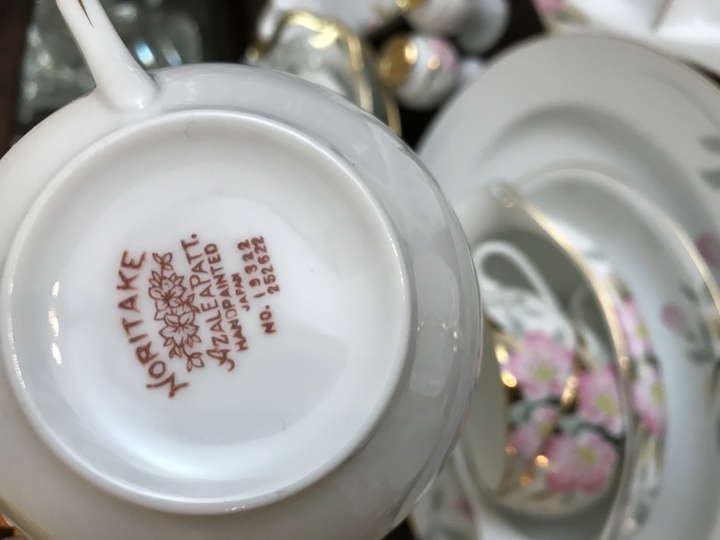 NORITAKE
AZALEA PATT.
HANDPAINTED
JAPAN
NO. 19322
252622